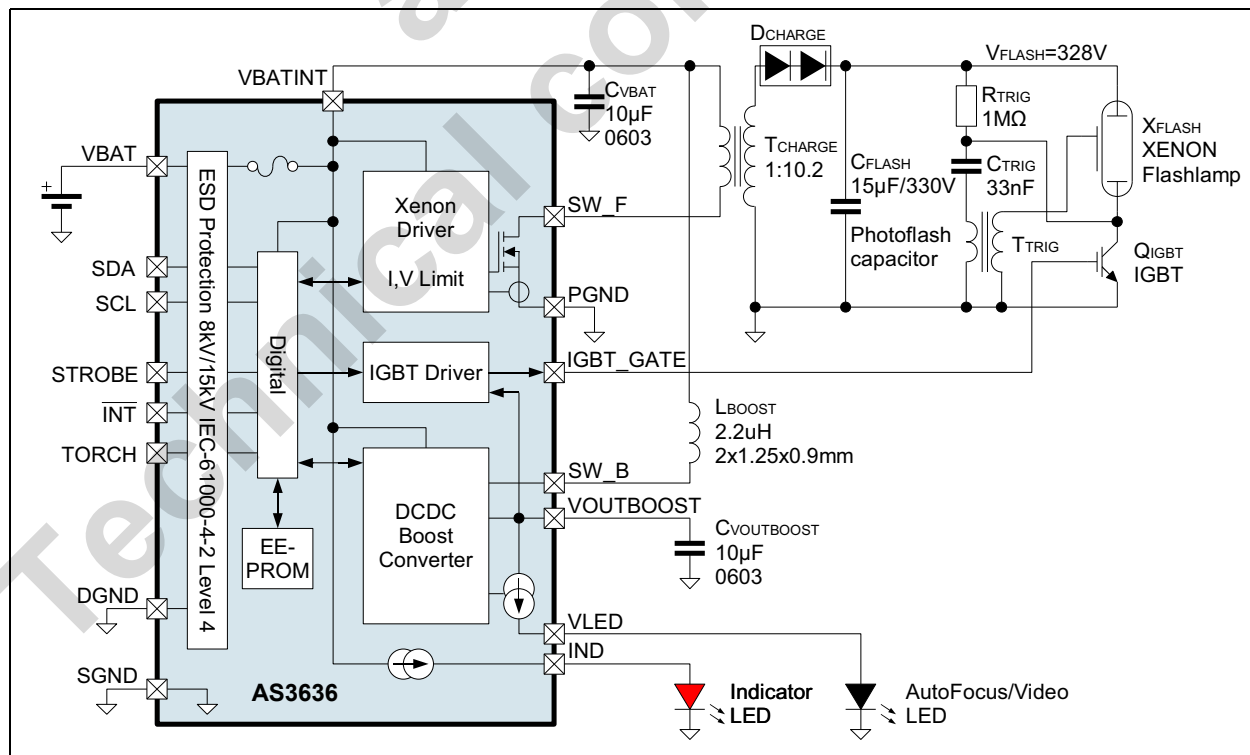 DCHARGE
VFLASH=328V
VBATINT
CVBAT
10µF
0603
RTRIG
1MΩ
XFLASH
XENON
Flashlamp
TCHARGE
1:10.2
CFLASH
15µF/330V
CTRIG
33nF
Photoflash
capacitor
TTRIG
QIGBT
IGBT
VBAT
+
ESD Protection 8kV/15kV IEC-61000-4-2 Level 4
Xenon
Driver
I,V Limit
SW_F
SDA
SCL
PGND
Digital
STROBE
INT
TORCH
IGBT Driver
IGBT_GATE
LBOOST
2.2uH
2x1.25x0.9mm
SW_B
DCDC
Boost
Converter
VOUTBOOST
CVOUTBOOST
10µF
0603
EE-
PROM
DGND
VLED
IND
SGND
AS3636
Indicator
LED
AutoFocus/Video
LED